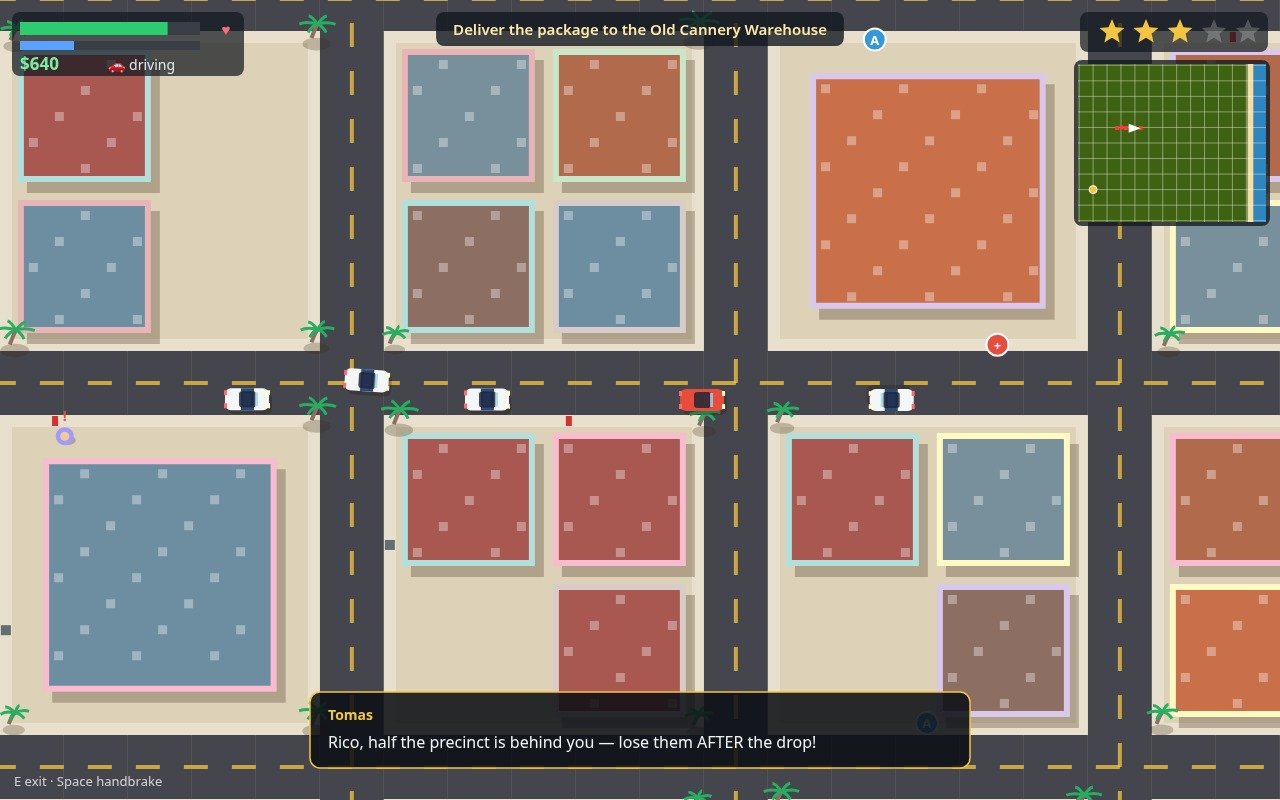 Deliver the package to the Old Cannery Warehouse
$640
🚗 driving
A
+
!
Tomas
Rico, half the precinct is behind you — lose them AFTER the drop!
A
E exit · Space handbrake